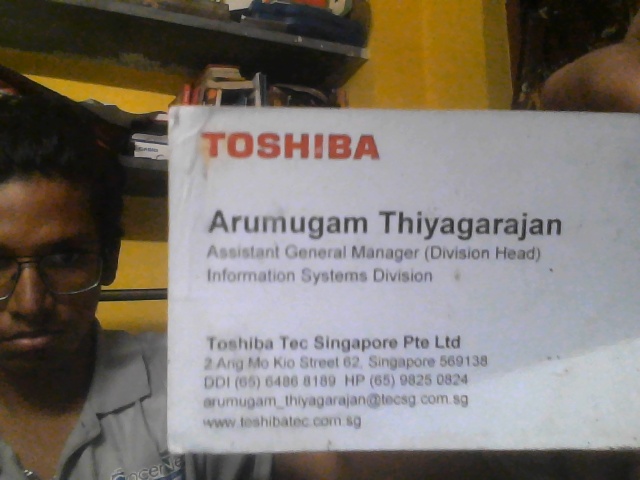 TOSHIBA
Arumugam Thiyagarajan
Assistant General Manager (Division Head)
Information Systems Division
Toshiba Tec Singapore Pte Ltd
2 Ang Mo Kio Street 62, Singapore 569138
DDI (65) 6486 8189 HP (65) 9825 0824
arumugam_thiyagarajan@tecsg.com.sg
www.toshibatec.com.sg